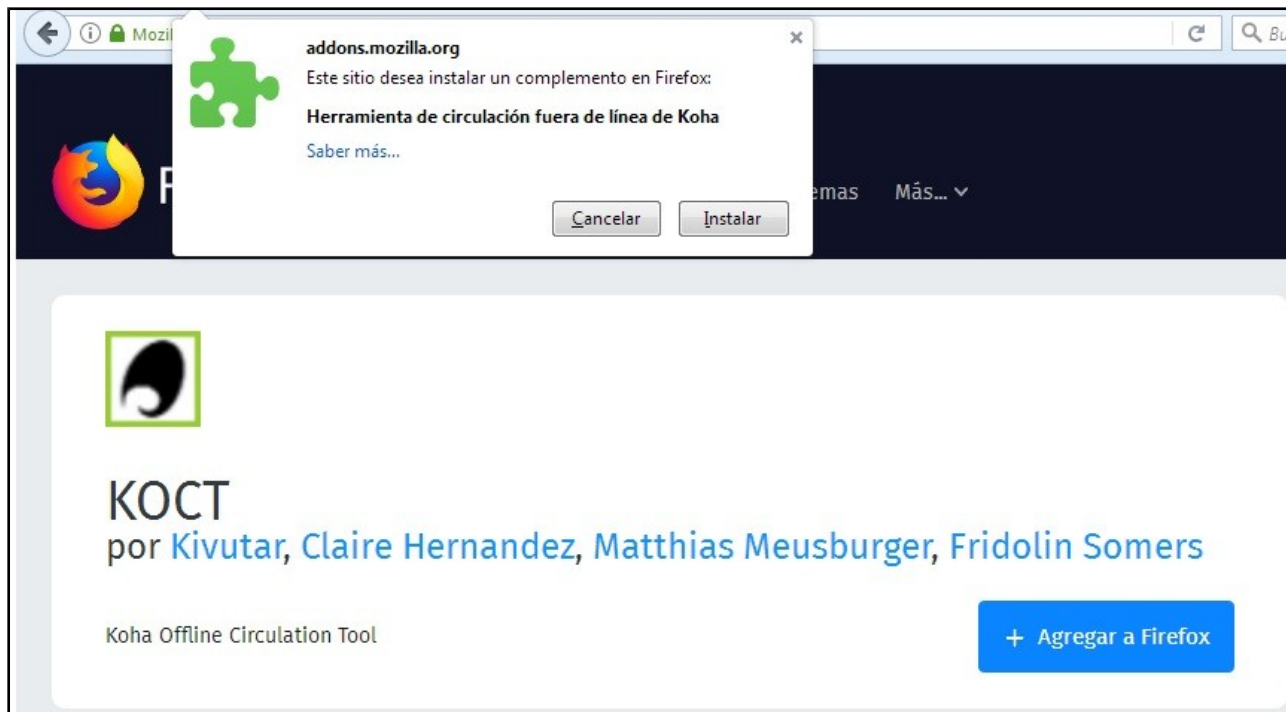 addons.mozilla.org
Este sitio desea instalar un complemento en Firefox:
Herramienta de circulación fuera de línea de Koha
Saber más...
Cancelar Instalar
Más...
KOCT
por Kivutar, Claire Hernandez, Matthias Meusburger, Fridolin Somers
Koha Offline Circulation Tool
+ Agregar a Firefox